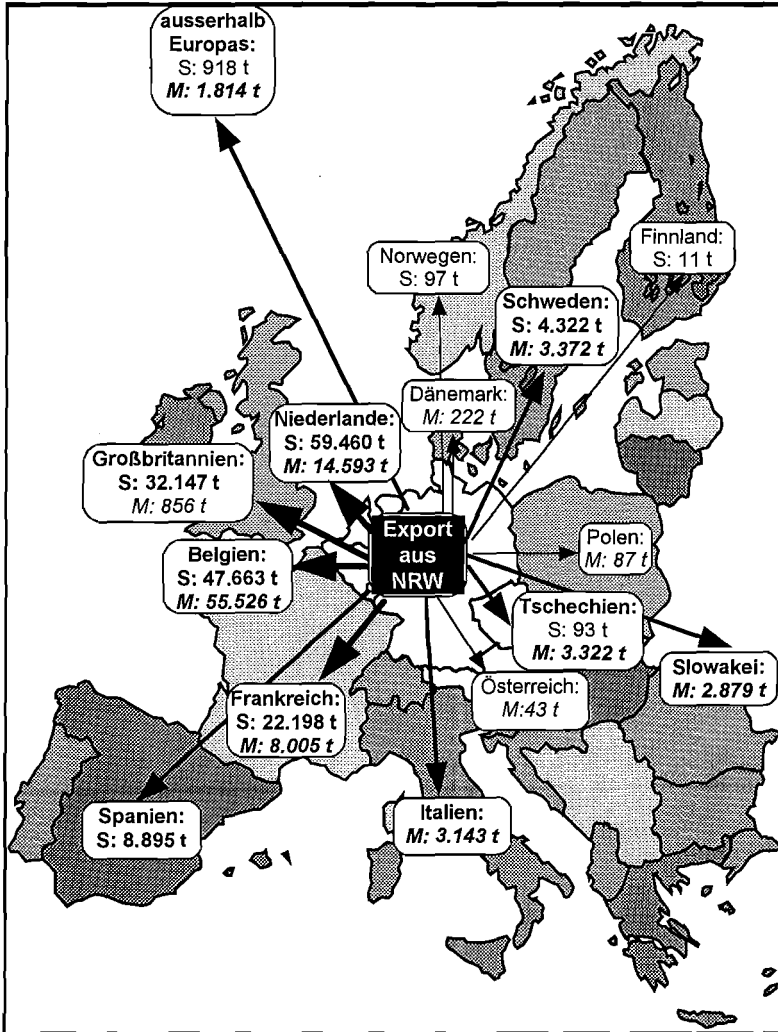 ausserhalb
Europas:
S: 918 t
M: 1.814 t
Norwegen:
S: 97 t
Finnland:
S: 11 t
Schweden:
S: 4.322 t
M: 3.372 t
Dänemark:
M: 222 t
Niederlande:
S: 59.460 t
M: 14.593 t
Großbritannien:
S: 32.147 t
M: 856 t
Export
aus
NRW
Polen:
M: 87 t
Belgien:
S: 47.663 t
M: 55.526 t
Tschechien:
S: 93 t
M: 3.322 t
Slowakei:
M: 2.879 t
Österreich:
M:43 t
Frankreich:
S: 22.198 t
M: 8.005 t
Spanien:
S: 8.895 t
Italien:
M: 3.143 t